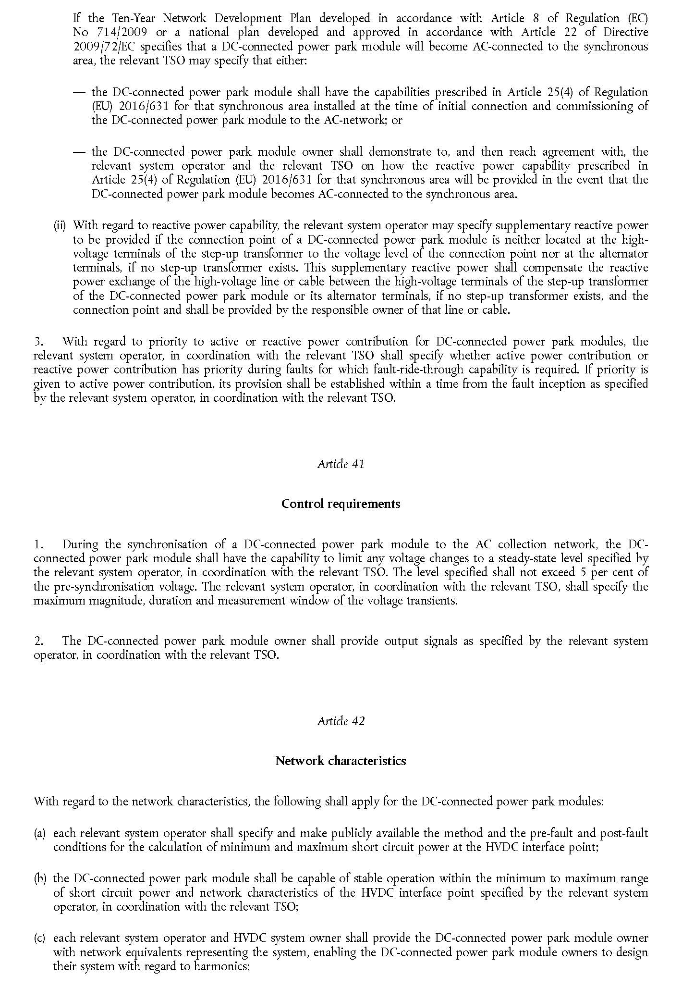 If the Ten-Year Network Development Plan developed in accordance with Article 8 of Regulation (EC)
No 714/2009 or a national plan developed and approved in accordance with Article 22 of Directive
2009/72/EC specifies that a DC-connected power park module will become AC-connected to the synchronous
area, the relevant TSO may specify that either:
— the DC-connected power park module shall have the capabilities prescribed in Article 25(4) of Regulation
(EU) 2016/631 for that synchronous area installed at the time of initial connection and commissioning of
the DC-connected power park module to the AC-network; or
— the DC-connected power park module owner shall demonstrate to, and then reach agreement with, the
relevant system operator and the relevant TSO on how the reactive power capability prescribed in
Article 25(4) of Regulation (EU) 2016/631 for that synchronous area will be provided in the event that the
DC-connected power park module becomes AC-connected to the synchronous area.
(ii) With regard to reactive power capability, the relevant system operator may specify supplementary reactive power
to be provided if the connection point of a DC-connected power park module is neither located at the high-
voltage terminals of the step-up transformer to the voltage level of the connection point nor at the alternator
terminals, if no step-up transformer exists. This supplementary reactive power shall compensate the reactive
power exchange of the high-voltage line or cable between the high-voltage terminals of the step-up transformer
of the DC-connected power park module or its alternator terminals, if no step-up transformer exists, and the
connection point and shall be provided by the responsible owner of that line or cable.
3. With regard to priority to active or reactive power contribution for DC-connected power park modules, the
relevant system operator, in coordination with the relevant TSO shall specify whether active power contribution or
reactive power contribution has priority during faults for which fault-ride-through capability is required. If priority is
given to active power contribution, its provision shall be established within a time from the fault inception as specified
by the relevant system operator, in coordination with the relevant TSO.
Article 41
Control requirements
1. During the synchronisation of a DC-connected power park module to the AC collection network, the DC-
connected power park module shall have the capability to limit any voltage changes to a steady-state level specified by
the relevant system operator, in coordination with the relevant TSO. The level specified shall not exceed 5 per cent of
the pre-synchronisation voltage. The relevant system operator, in coordination with the relevant TSO, shall specify the
maximum magnitude, duration and measurement window of the voltage transients.
2. The DC-connected power park module owner shall provide output signals as specified by the relevant system
operator, in coordination with the relevant TSO.
Article 42
Network characteristics
With regard to the network characteristics, the following shall apply for the DC-connected power park modules:
(a) each relevant system operator shall specify and make publicly available the method and the pre-fault and post-fault
conditions for the calculation of minimum and maximum short circuit power at the HVDC interface point;
(b) the DC-connected power park module shall be capable of stable operation within the minimum to maximum range
of short circuit power and network characteristics of the HVDC interface point specified by the relevant system
operator, in coordination with the relevant TSO;
(c) each relevant system operator and HVDC system owner shall provide the DC-connected power park module owner
with network equivalents representing the system, enabling the DC-connected power park module owners to design
their system with regard to harmonics;